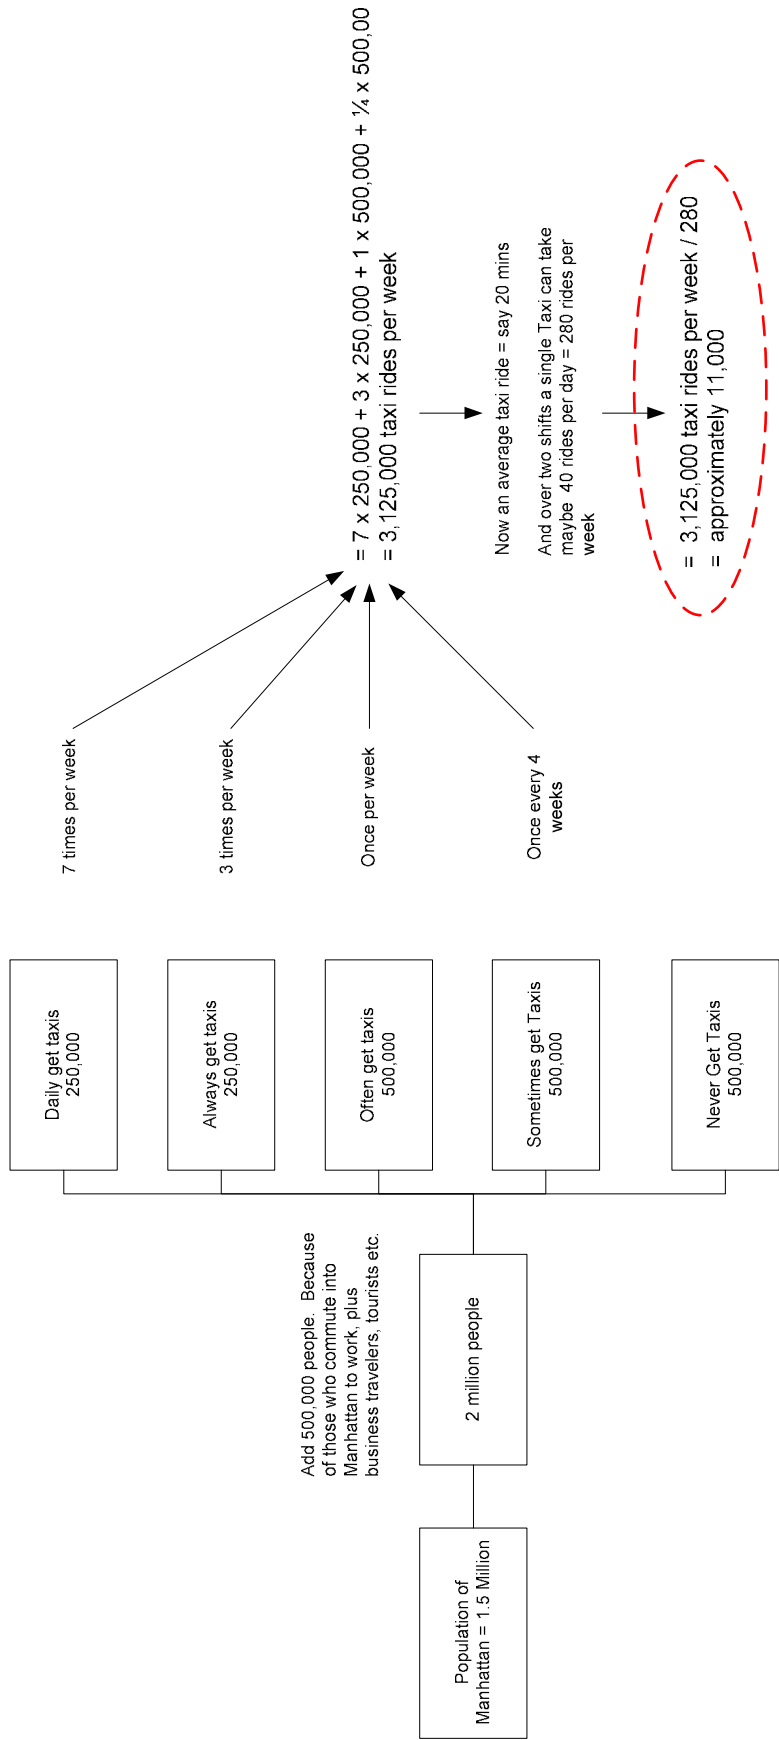 Population of
Manhattan = 1.5 Million
Add 500,000 people.  Because
of those who commute into
Manhattan to work, plus
business travelers, tourists etc.
2 million people
Daily get taxis
250,000
Always get taxis
250,000
Often get taxis
500,000
Sometimes get Taxis
500,000
Never Get Taxis
500,000
7 times per week
3 times per week
Once per week
Once every 4
weeks
= 7 x 250,000 + 3 x 250,000 + 1 x 500,000 + ¼ x 500,00
= 3,125,000 taxi rides per week
Now an average taxi ride = say 20 mins
And over two shifts a single Taxi can take
maybe  40 rides per day = 280 rides per
week
=  3,125,000 taxi rides per week / 280
=  approximately 11,000